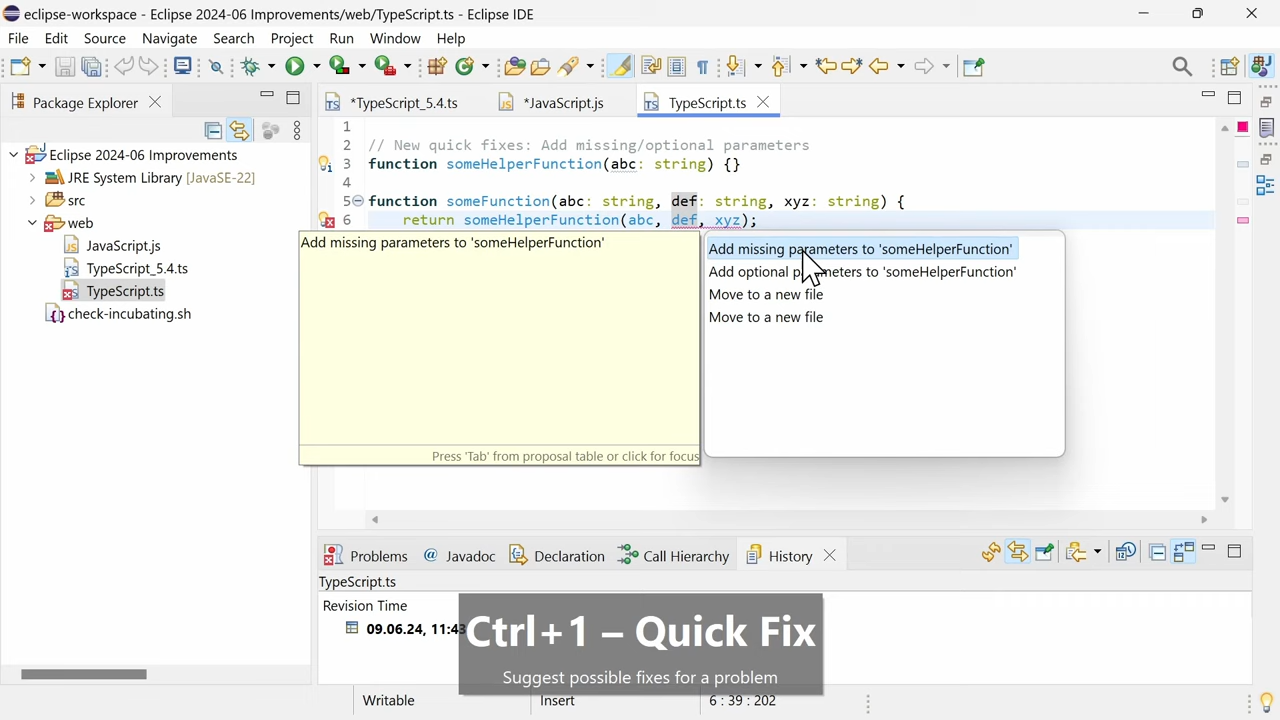 eclipse-workspace - Eclipse 2024-06 Improvements/web/TypeScript.ts - Eclipse IDE
File Edit Source Navigate Search Project Run Window Help
Package Explorer
*TypeScript_5.4.ts
*JavaScript.js
TypeScript.ts
Eclipse 2024-06 Improvements
JRE System Library [JavaSE-22]
src
web
JavaScript.js
TypeScript_5.4.ts
TypeScript.ts
check-incubating.sh
1
2 // New quick fixes: Add missing/optional parameters
3 function someHelperFunction(abc: string) {}
4
5 function someFunction(abc: string, def: string, xyz: string) {
6 return someHelperFunction(abc, def, xyz);
Add missing parameters to 'someHelperFunction'
Press 'Tab' from proposal table or click for focus
Add missing parameters to 'someHelperFunction'
Add optional parameters to 'someHelperFunction'
Move to a new file
Move to a new file
Problems
@ Javadoc
Declaration
Call Hierarchy
History
TypeScript.ts
Revision Time
09.06.24, 11:43
Ctrl+1 – Quick Fix
Suggest possible fixes for a problem
Writable
Insert
6 : 39 : 202